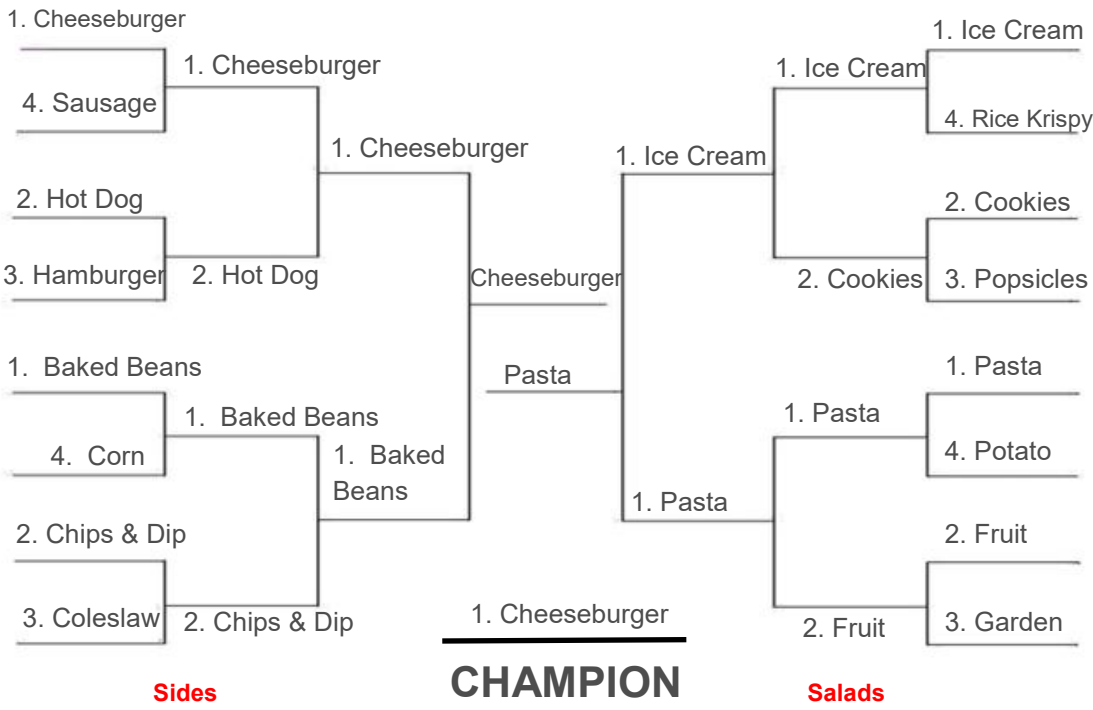 1. Cheeseburger
4. Sausage
1. Cheeseburger
2. Hot Dog
3. Hamburger
2. Hot Dog
1. Cheeseburger
1. Baked Beans
4. Corn
1. Baked Beans
2. Chips & Dip
3. Coleslaw
2. Chips & Dip
1. Baked
Beans
Cheeseburger
Pasta
1. Ice Cream
1. Ice Cream
1. Ice Cream
4. Rice Krispy
2. Cookies
2. Cookies
3. Popsicles
1. Pasta
1. Pasta
1. Pasta
4. Potato
2. Fruit
2. Fruit
3. Garden
1. Cheeseburger
CHAMPION
Sides
Salads